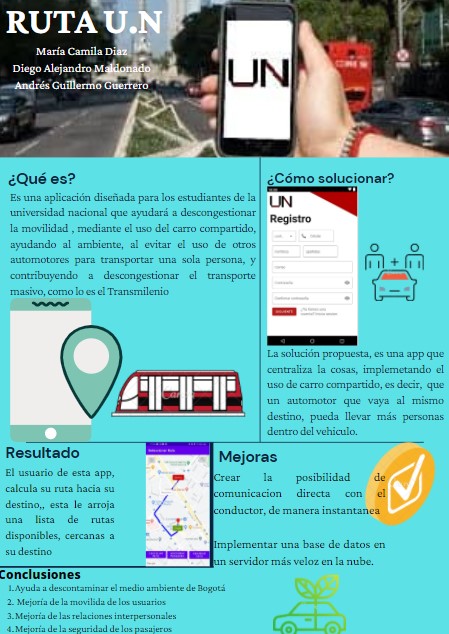 RUTA U.N
María Camila Diaz
Diego Alejandro Maldonado
Andrés Guillermo Guerrero
UN
¿Qué es?
Es una aplicación diseñada para los estudiantes de la
universidad nacional que ayudará a descongestionar
la movilidad , mediante el uso del carro compartido,
ayudando al ambiente, al evitar el uso de otros
automotores para transportar una sola persona, y
contribuyendo a descongestionar el transporte
masivo, como lo es el Transmilenio
¿Cómo solucionar?
UN
Registro
La solución propuesta, es una app que
centraliza la cosas, implemetando el
uso de carro compartido, es decir, que
un automotor que vaya al mismo
destino, pueda llevar más personas
dentro del vehiculo.
Resultado
El usuario de esta app,
calcula su ruta hacia su
destino,, esta le arroja
una lista de rutas
disponibles, cercanas a
su destino
Mejoras
Crear la posibilidad de
comunicacion directa con el
conductor, de manera instantanea
Implementar una base de datos en
un servidor más veloz en la nube.
Conclusiones
1.Ayuda a descontaminar el medio ambiente de Bogotá
2. Mejoría de la movilida de los usuarios
3.Mejoría de las relaciones interpersonales
4.Mejoría de la seguridad de los pasajeros